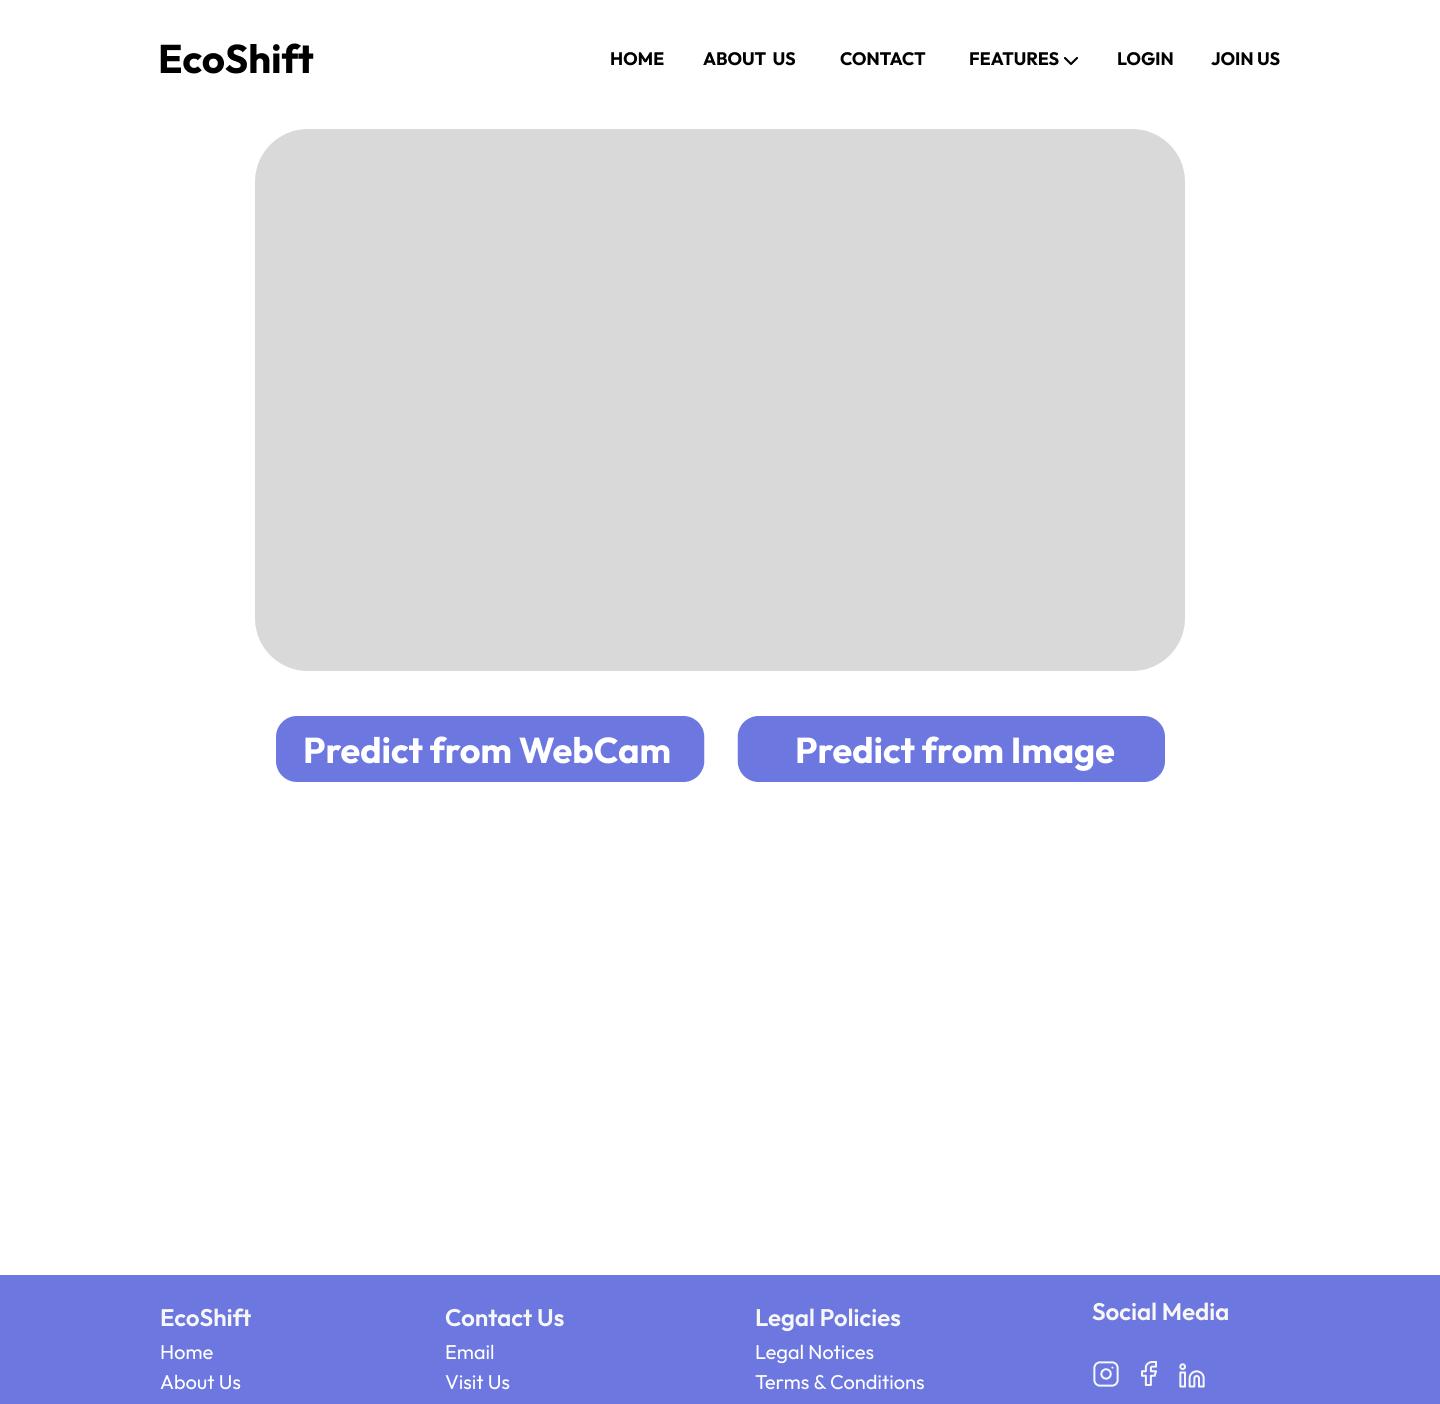 EcoShift
HOME ABOUT US CONTACT FEATURES LOGIN JOIN US
Predict from WebCam
Predict from Image
EcoShift
Home
About Us
Contact Us
Email
Visit Us
Legal Policies
Legal Notices
Terms & Conditions
Social Media